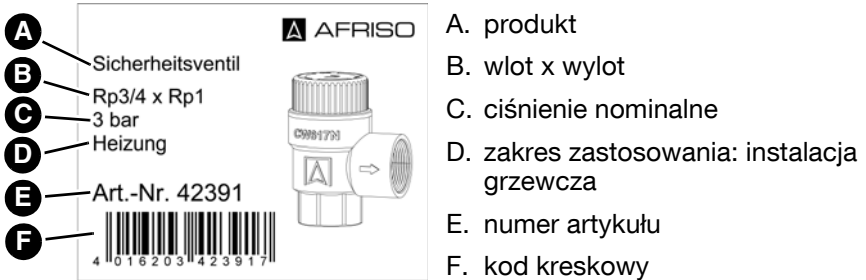 A
B
C
D
E
F
AFRISO
Sicherheitsventil
Rp3/4 x Rp1
3 bar
Heizung
Art.-Nr. 42391
4 016203 423917
CW617N
A. produkt
B. wlot x wylot
C. ciśnienie nominalne
D. zakres zastosowania: instalacja
grzewcza
E. numer artykułu
F. kod kreskowy